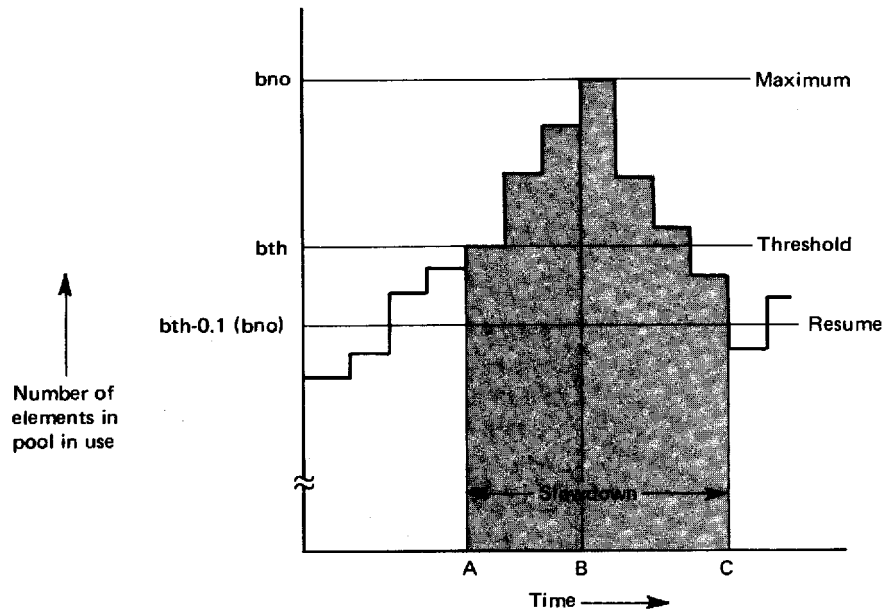 bno
Maximum
bth
Threshold
bth-0.1 (bno)
Resume
Number of
elements in
pool in use
Slowdown
A
B
C
Time